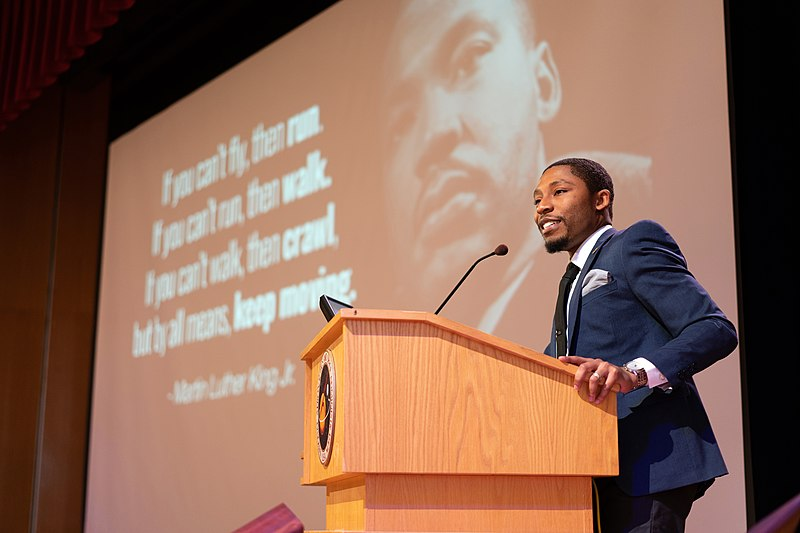 If you can't fly, then run.
If you can't run, then walk.
If you can't walk, then crawl,
but by all means, keep moving.
-Martin Luther King Jr.